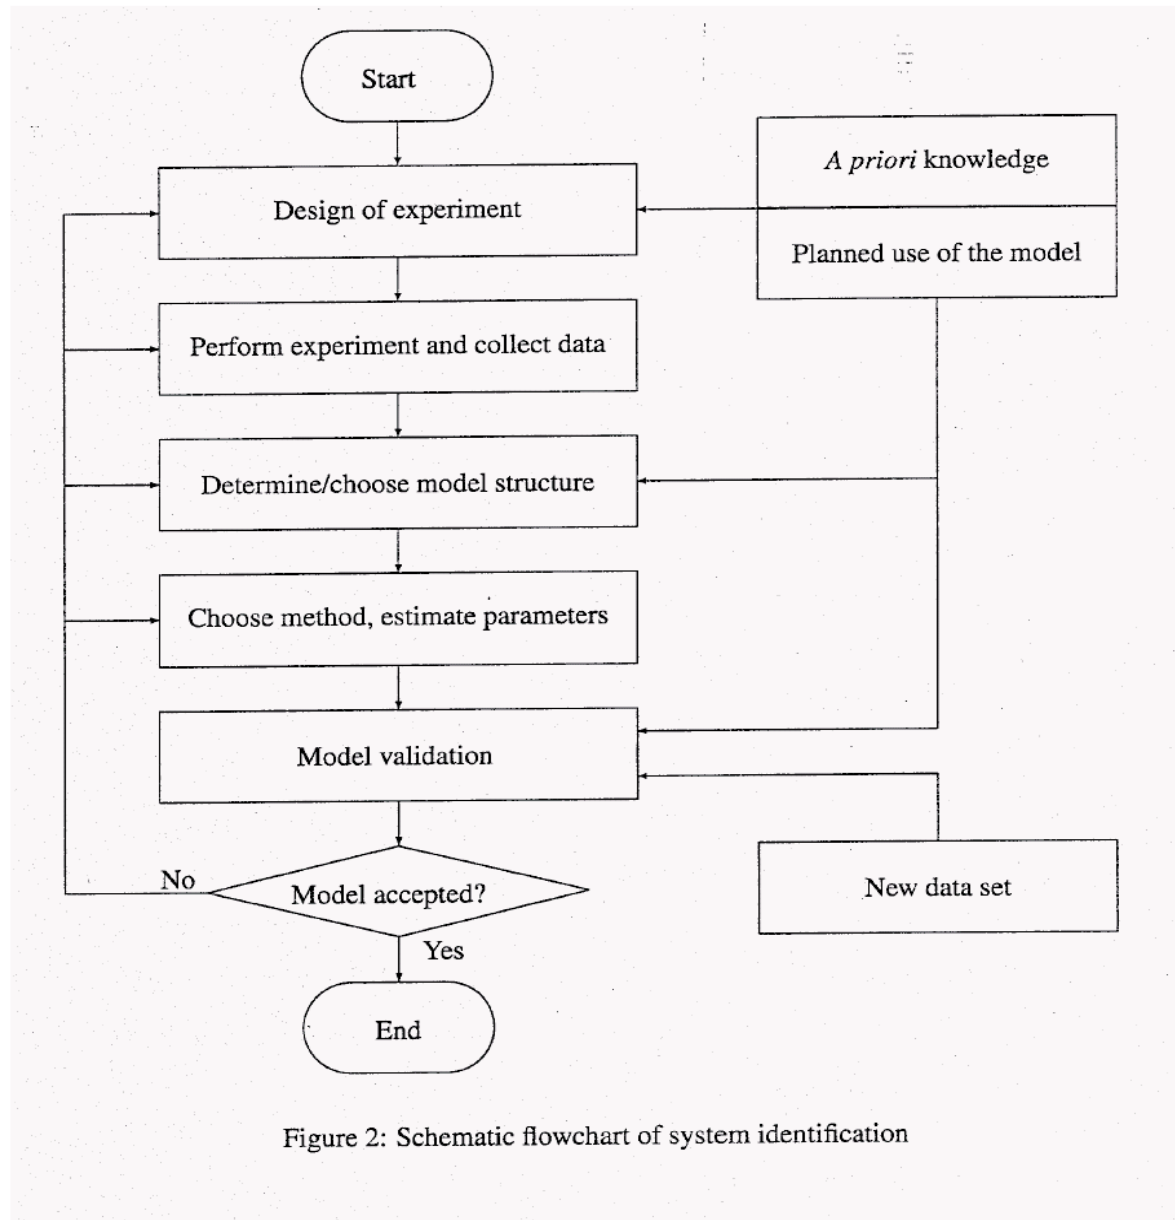 Start
Design of experiment
A priori knowledge
Planned use of the model
Perform experiment and collect data
Determine/choose model structure
Choose method, estimate parameters
Model validation
No
Model accepted?
New data set
Yes
End
Figure 2: Schematic flowchart of system identification